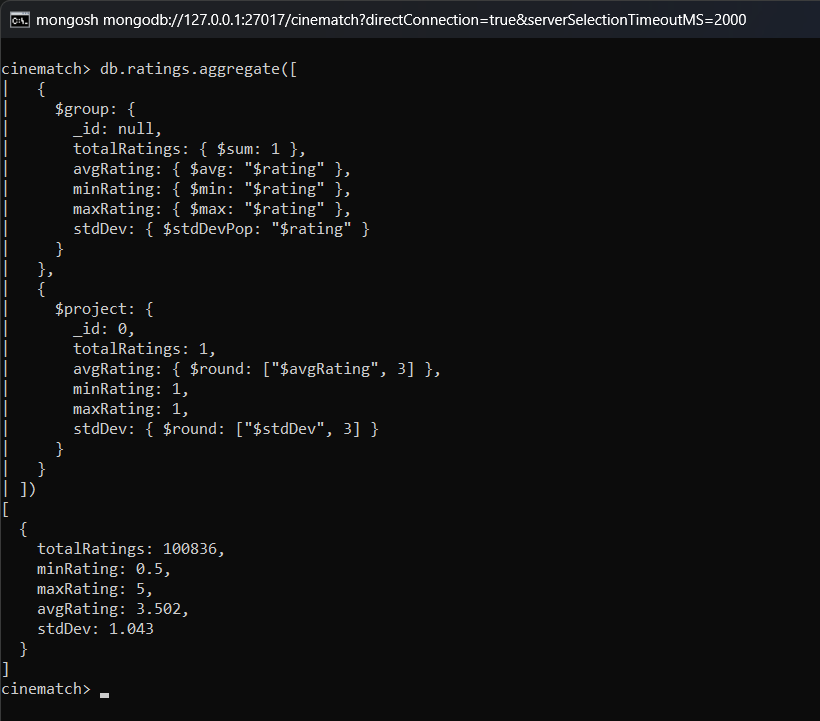 mongosh mongodb://127.0.0.1:27017/cinematch?directConnection=true&serverSelectionTimeoutMS=2000
cinematch> db.ratings.aggregate([
|   {
|     $group: {
|       _id: null,
|       totalRatings: { $sum: 1 },
|       avgRating: { $avg: "$rating" },
|       minRating: { $min: "$rating" },
|       maxRating: { $max: "$rating" },
|       stdDev: { $stdDevPop: "$rating" }
|     }
|   },
|   {
|     $project: {
|       _id: 0,
|       totalRatings: 1,
|       avgRating: { $round: ["$avgRating", 3] },
|       minRating: 1,
|       maxRating: 1,
|       stdDev: { $round: ["$stdDev", 3] }
|     }
|   }
| ])
[
  {
    totalRatings: 100836,
    minRating: 0.5,
    maxRating: 5,
    avgRating: 3.502,
    stdDev: 1.043
  }
]
cinematch>